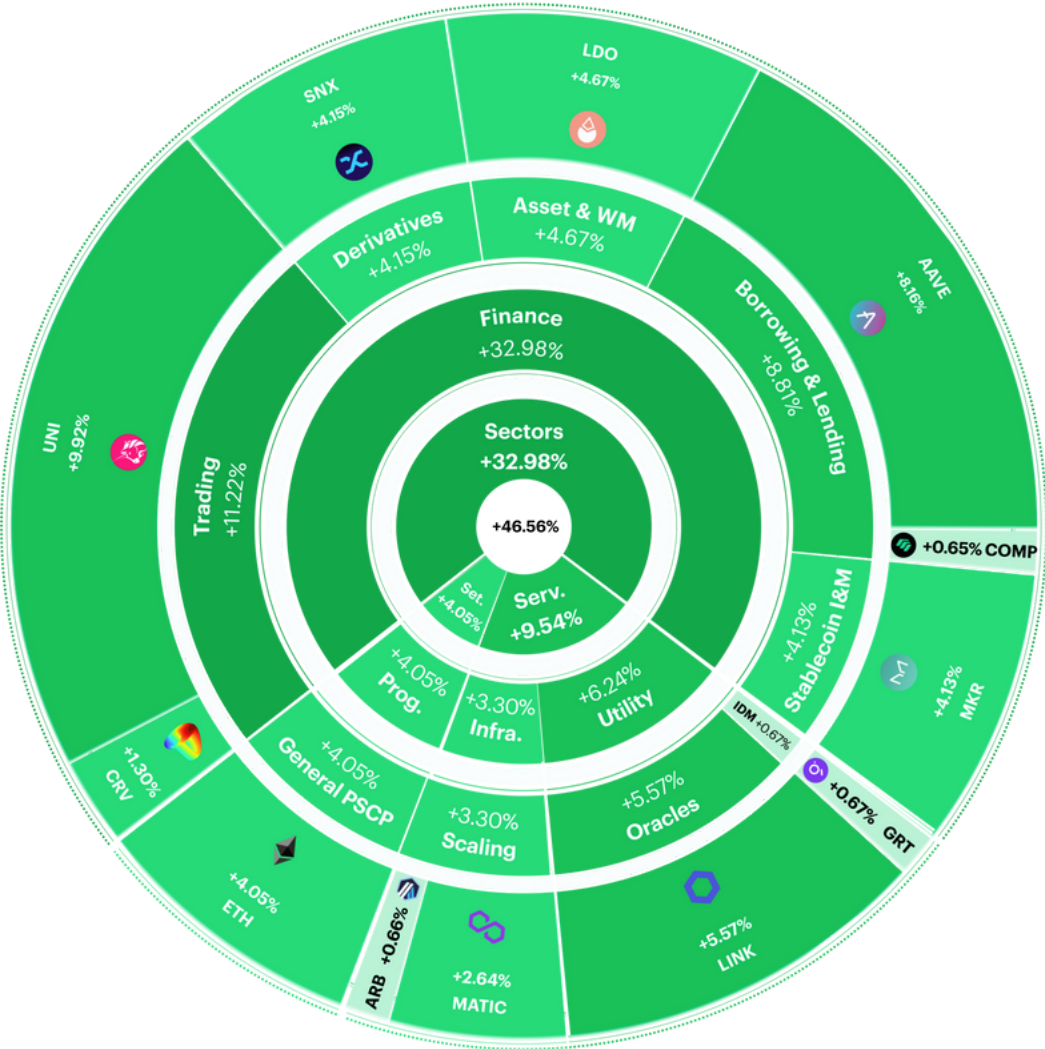 LDO
+4.67%
SNX
+4.15%
AAVE
+8.16%
UNI
+9.92%
+0.65% COMP
+4.13%
MKR
+0.67% GRT
+5.57%
LINK
+2.64%
MATIC
ARB +0.66%
+4.05%
ETH
+1.30%
CRV
Asset & WM
+4.67%
Derivatives
+4.15%
Borrowing & Lending
+8.81%
Trading
+11.22%
+4.13%
Stablecoin I&M
IDM +0.67%
+5.57%
Oracles
+3.30%
Scaling
+4.05%
General PSCP
Finance
+32.98%
+6.24%
Utility
+3.30%
Infra.
+4.05%
Prog.
Sectors
+32.98%
+46.56%
Set.
+4.05%
Serv.
+9.54%